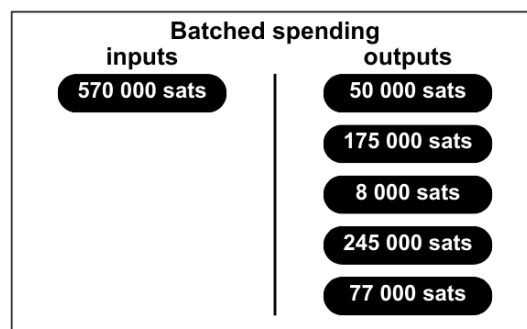 Batched spending
inputs
outputs
570 000 sats
50 000 sats
175 000 sats
8 000 sats
245 000 sats
77 000 sats